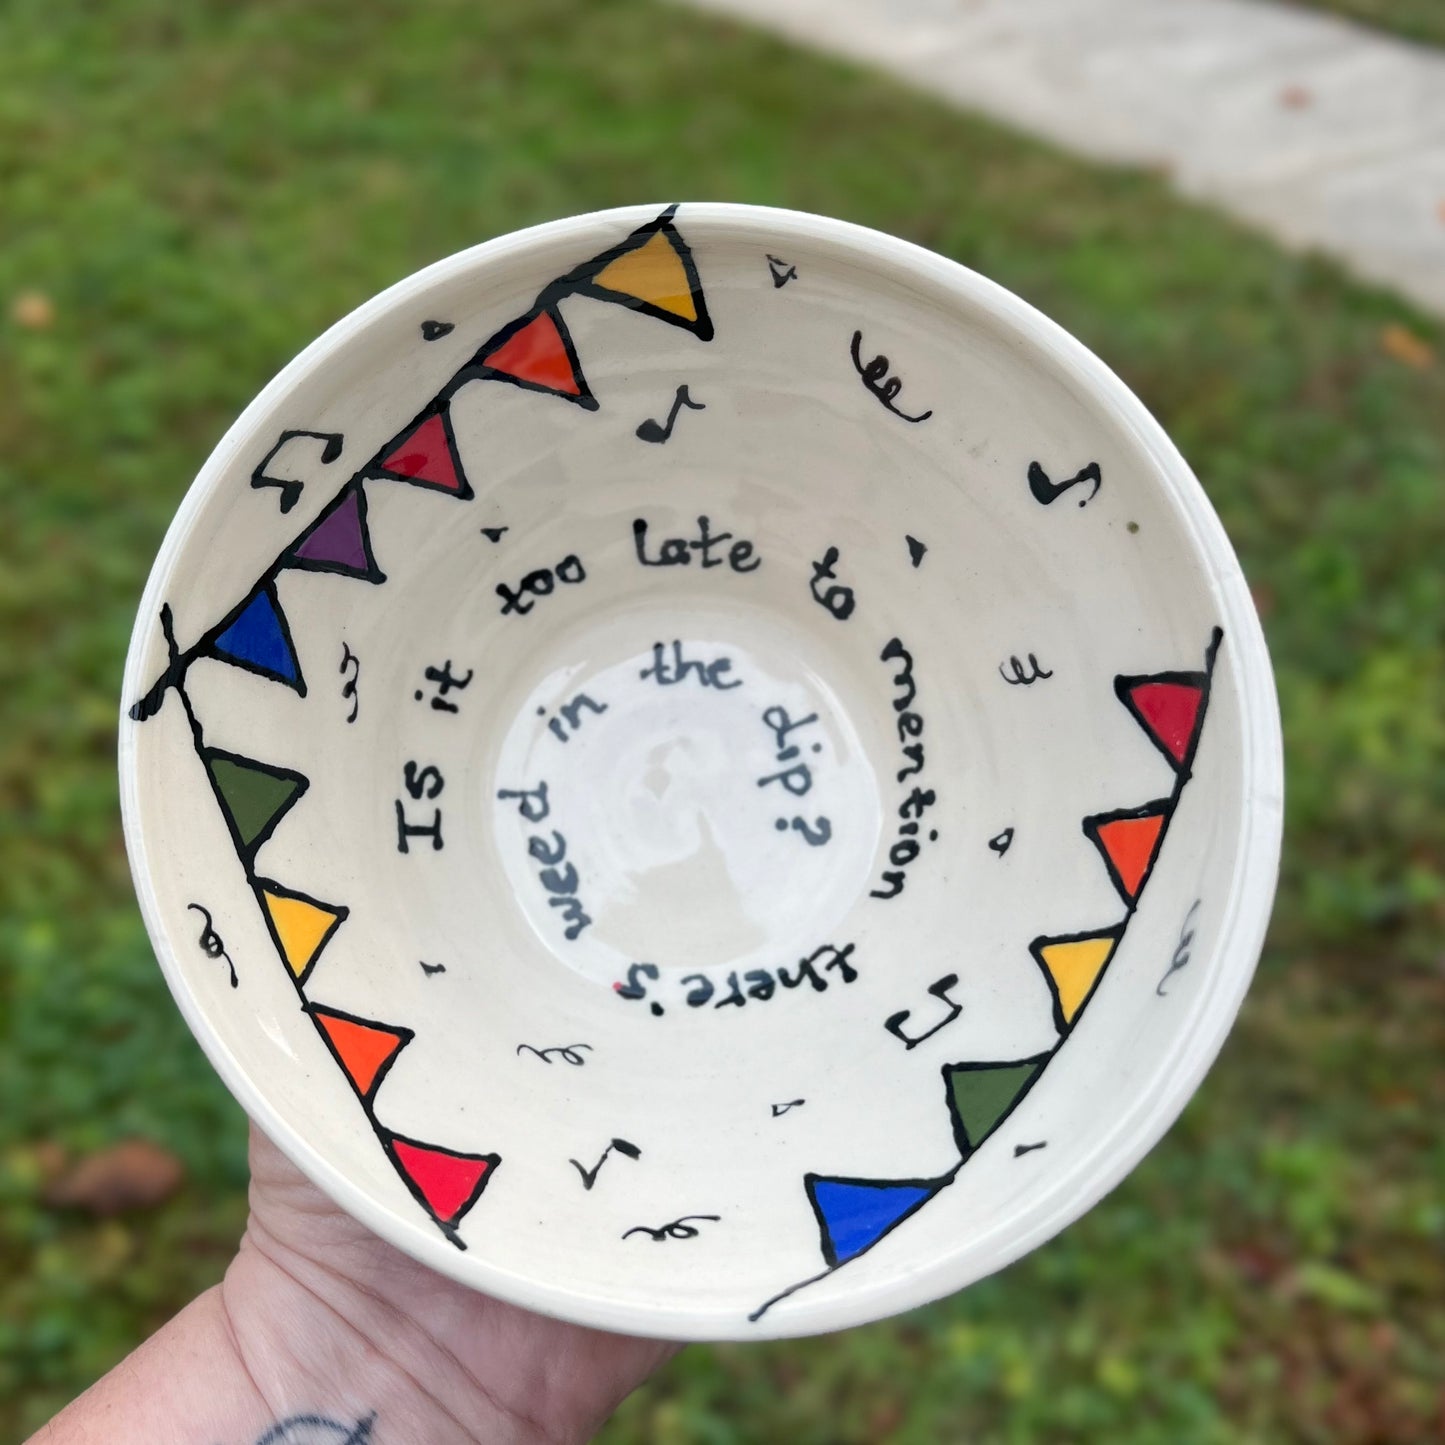 Is it too late to mention there's
weed in the dip?